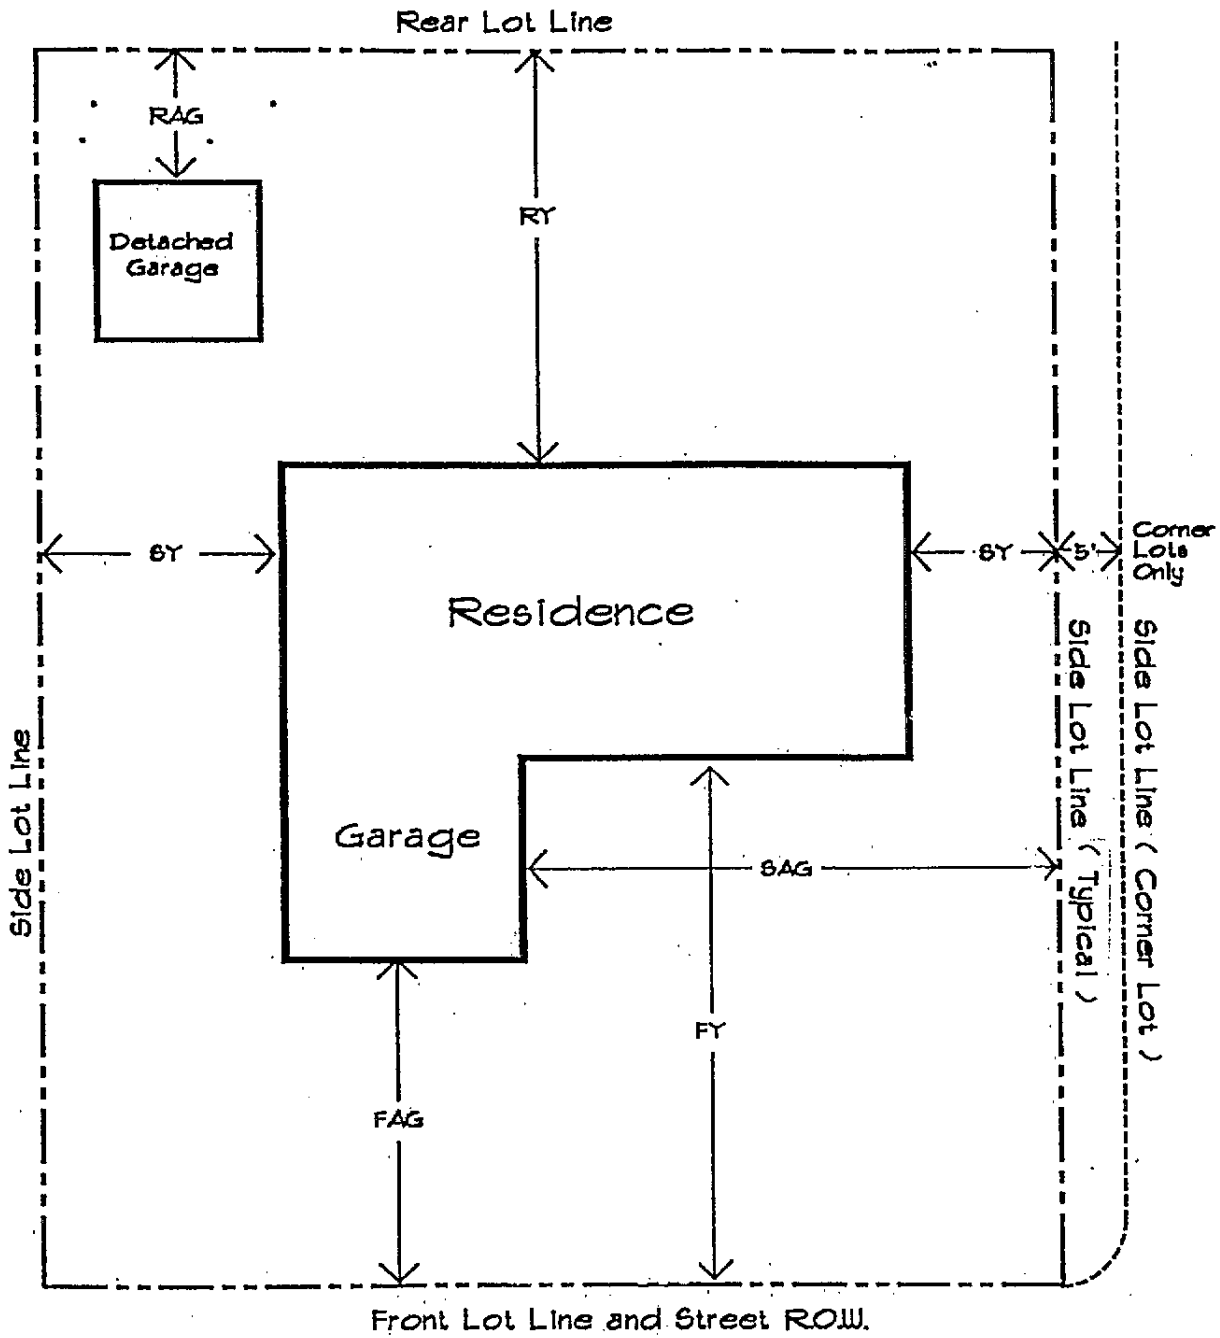 Rear Lot Line
RAG
RY
Detached
Garage
SY
SY
5'
Corner
Lots
Only
Residence
Side Lot Line
Side Lot Line ( Typical )
Side Lot Line ( Corner Lot )
Garage
SAG
FY
FAG
Front Lot Line and Street R.O.W.